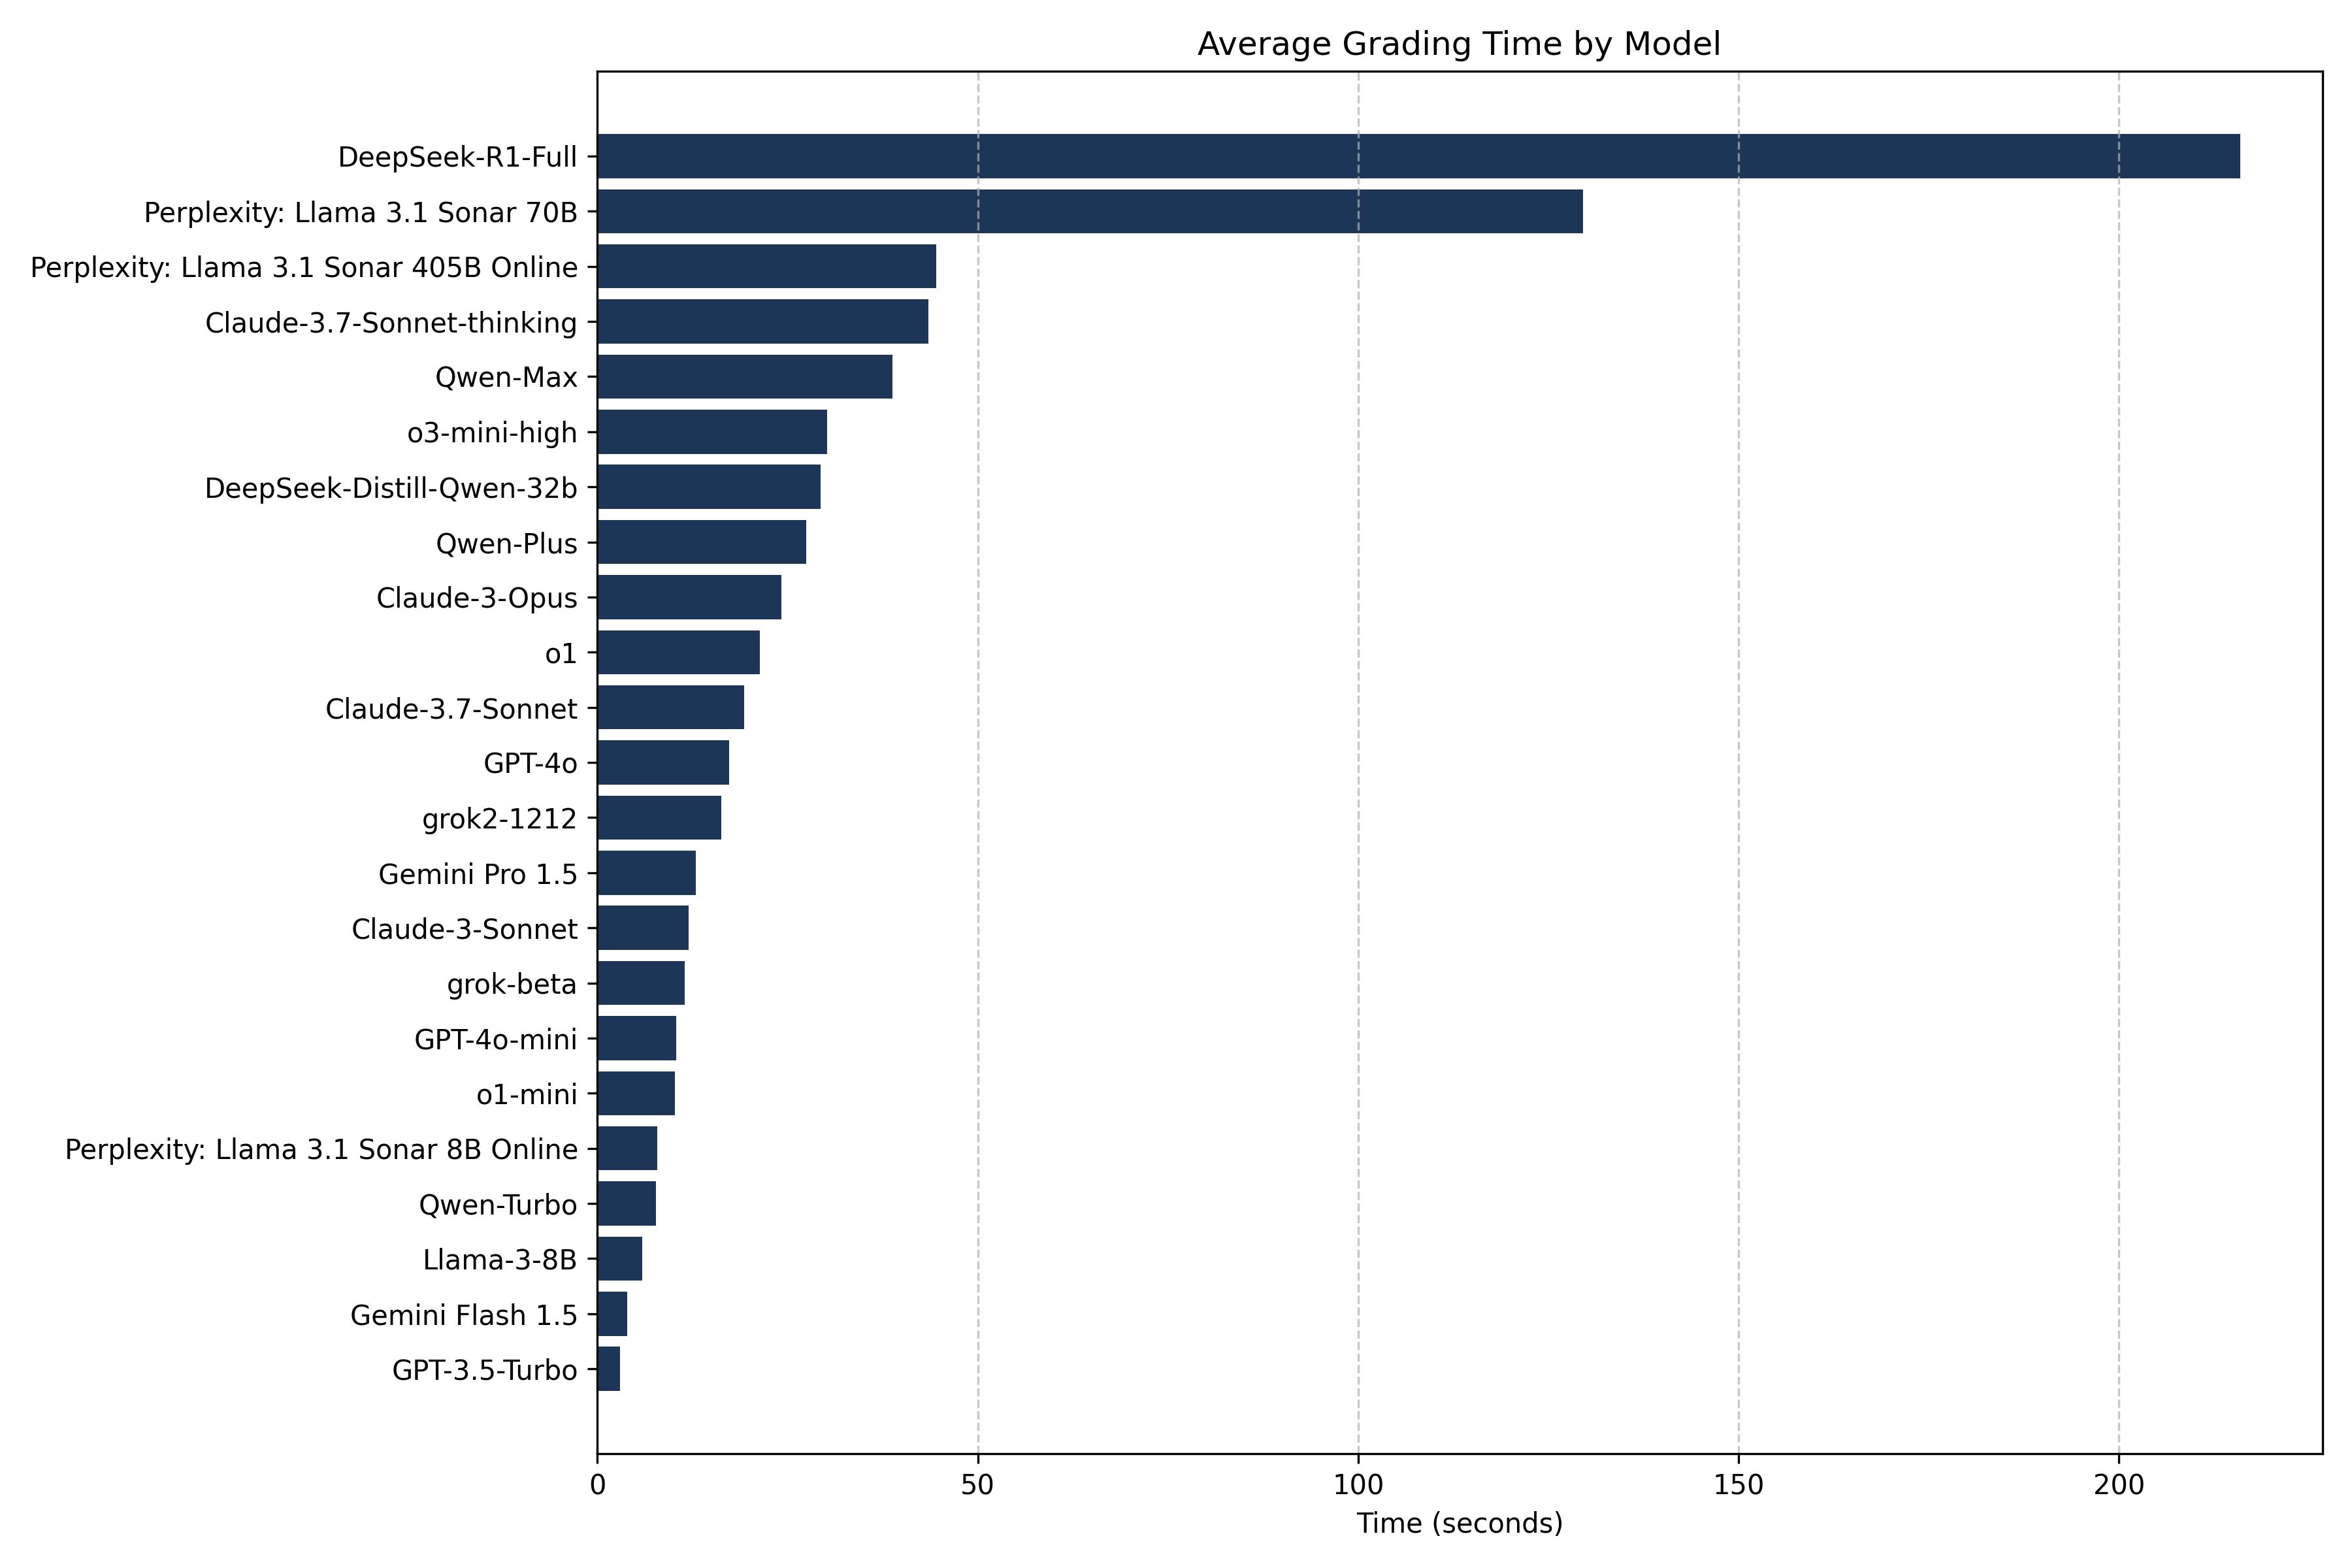 Average Grading Time by Model
DeepSeek-R1-Full
Perplexity: Llama 3.1 Sonar 70B
Perplexity: Llama 3.1 Sonar 405B Online
Claude-3.7-Sonnet-thinking
Qwen-Max
o3-mini-high
DeepSeek-Distill-Qwen-32b
Qwen-Plus
Claude-3-Opus
o1
Claude-3.7-Sonnet
GPT-4o
grok2-1212
Gemini Pro 1.5
Claude-3-Sonnet
grok-beta
GPT-4o-mini
o1-mini
Perplexity: Llama 3.1 Sonar 8B Online
Qwen-Turbo
Llama-3-8B
Gemini Flash 1.5
GPT-3.5-Turbo
0 50 100 150 200
Time (seconds)